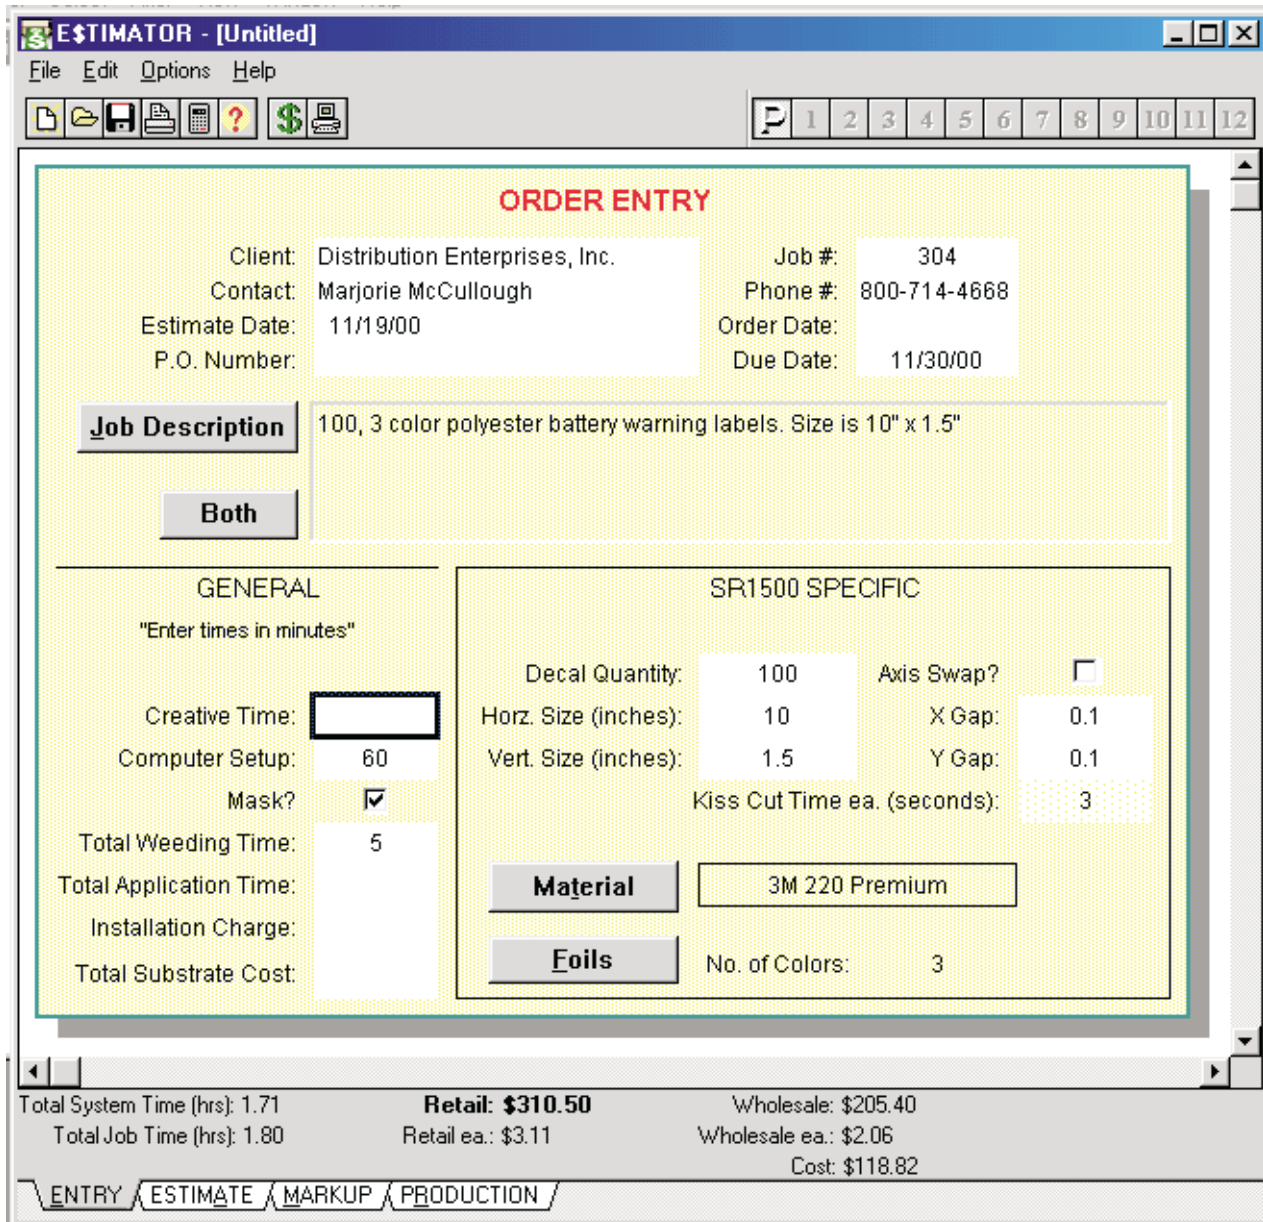 E$TIMATOR - [Untitled]
File Edit Options Help
1 2 3 4 5 6 7 8 9 10 11 12
ORDER ENTRY
Client: Distribution Enterprises, Inc. Job #: 304
Contact: Marjorie McCullough Phone #: 800-714-4668
Estimate Date: 11/19/00 Order Date:
P.O. Number: Due Date: 11/30/00
Job Description 100, 3 color polyester battery warning labels. Size is 10" x 1.5"
Both
GENERAL SR1500 SPECIFIC
"Enter times in minutes"
Decal Quantity: 100 Axis Swap?
Creative Time: Horz. Size (inches): 10 X Gap: 0.1
Computer Setup: 60 Vert. Size (inches): 1.5 Y Gap: 0.1
Mask? Kiss Cut Time ea. (seconds): 3
Total Weeding Time: 5
Total Application Time: Material 3M 220 Premium
Installation Charge:
Total Substrate Cost: Foils No. of Colors: 3
Total System Time (hrs): 1.71 Retail: $310.50 Wholesale: $205.40
Total Job Time (hrs): 1.80 Retail ea.: $3.11 Wholesale ea.: $2.06
Cost: $118.82
ENTRY ESTIMATE MARKUP PRODUCTION